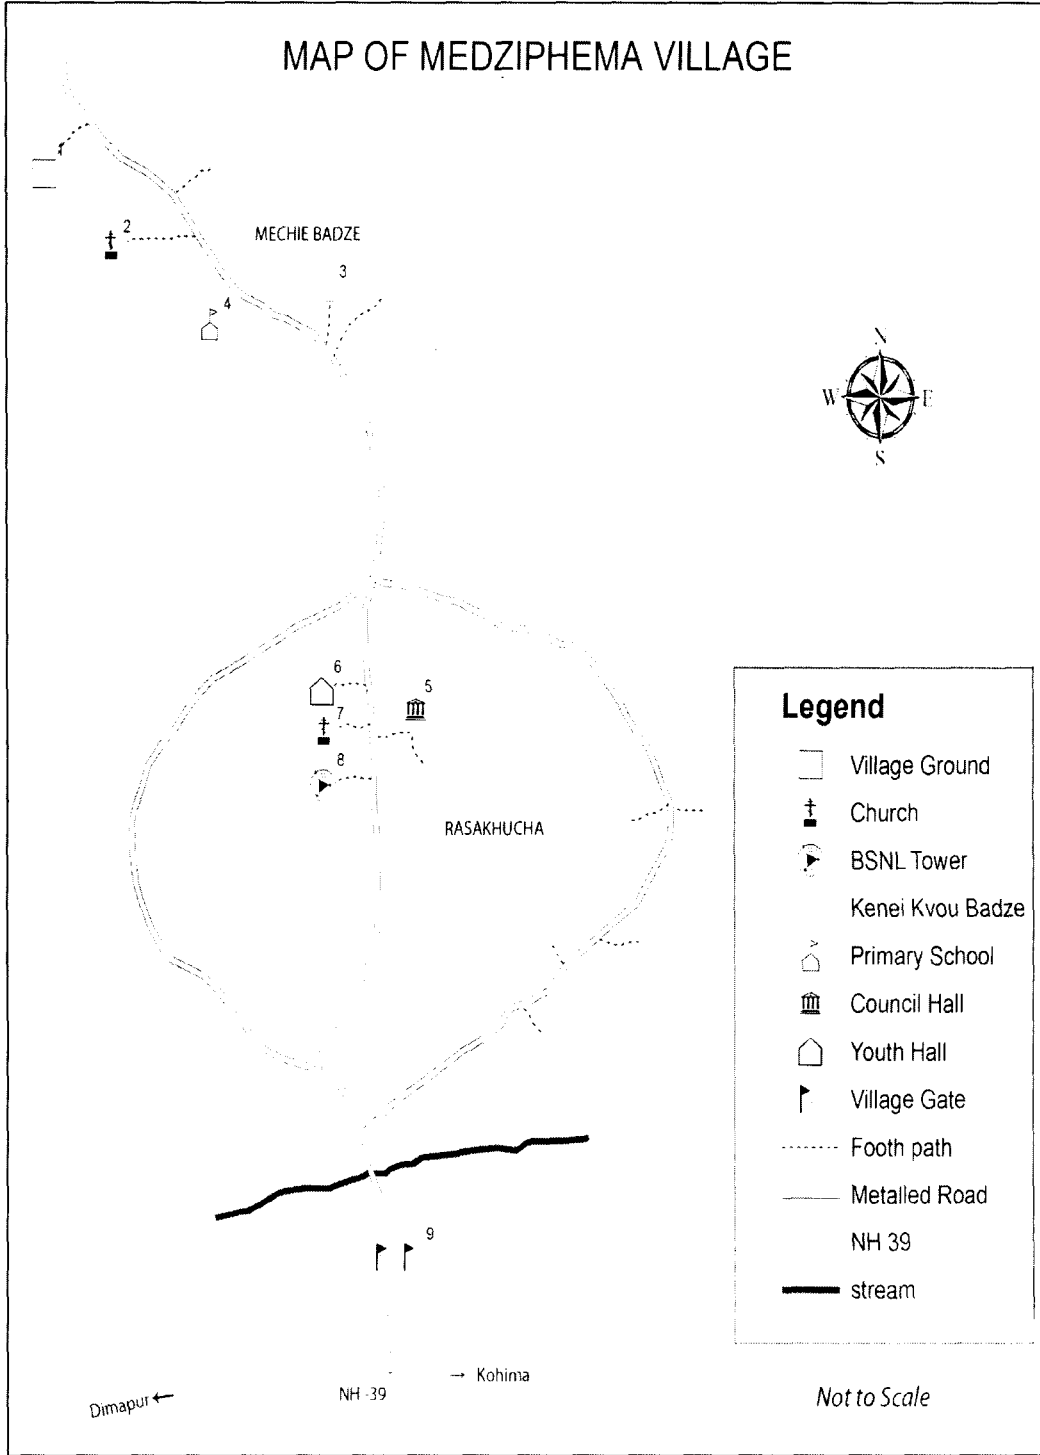 MAP OF MEDZIPHEMA VILLAGE
1
2
MECHIE BADZE
3
4
N
W
E
S
6
5
7
8
RASAKHUCHA
Legend
Village Ground
Church
BSNL Tower
Kenei Kvou Badze
Primary School
Council Hall
Youth Hall
Village Gate
Footh path
Metalled Road
NH 39
stream
9
→ Kohima
NH -39
Dimapur ←
Not to Scale